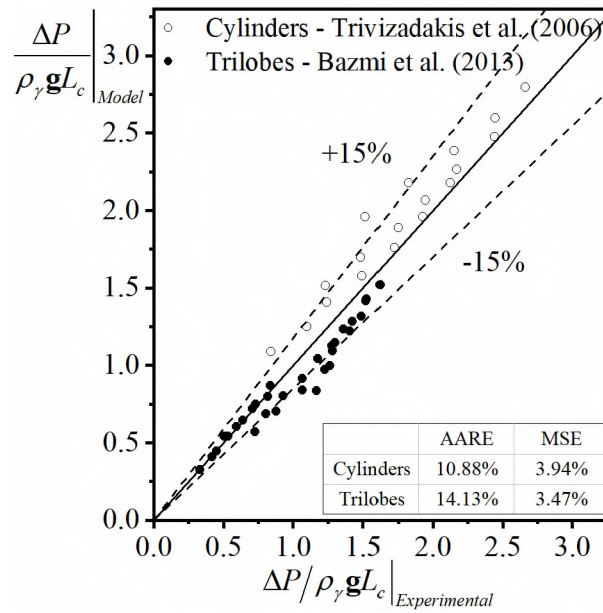 ○ Cylinders - Trivizadakis et al. (2006)
● Trilobes - Bazmi et al. (2013)
ΔP
ρ_γ gL_c |_Model
3.0
2.5
2.0
1.5
1.0
0.5
0.0
+15%
-15%
AARE MSE
Cylinders 10.88% 3.94%
Trilobes 14.13% 3.47%
0.0 0.5 1.0 1.5 2.0 2.5 3.0
ΔP/ρ_γ gL_c |_Experimental